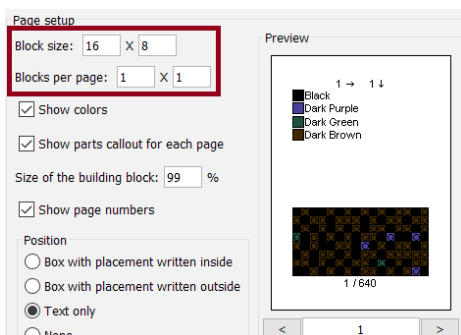 Page setup
Block size: 16 X 8
Blocks per page: 1 X 1
Show colors
Show parts callout for each page
Size of the building block: 99 %
Show page numbers
Position
Box with placement written inside
Box with placement written outside
Text only
None
Preview
1 → 1↓
Black
Dark Purple
Dark Green
Dark Brown
1 / 640
< 1 >